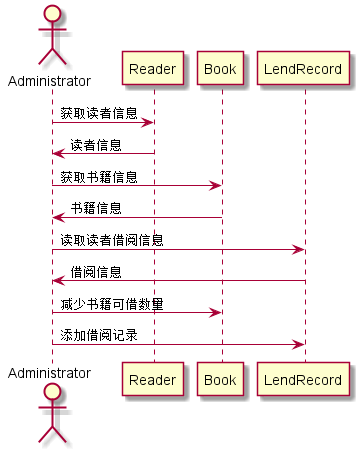 Administrator
Reader
Book
LendRecord
获取读者信息
读者信息
获取书籍信息
书籍信息
读取读者借阅信息
借阅信息
减少书籍可借数量
添加借阅记录
Administrator
Reader
Book
LendRecord